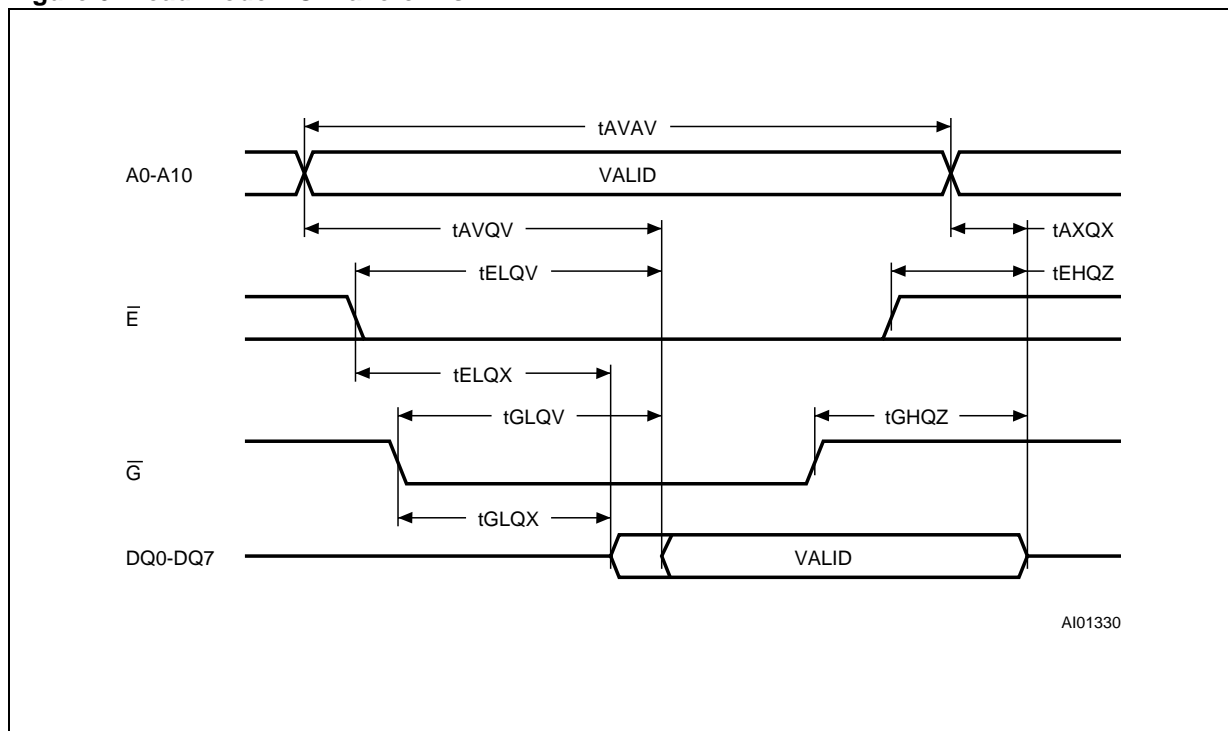 tAVAV
A0-A10 VALID
tAVQV tAXQX
tELQV tEHQZ
E̅
tELQX
tGLQV tGHQZ
G̅
tGLQX
DQ0-DQ7 VALID
AI01330